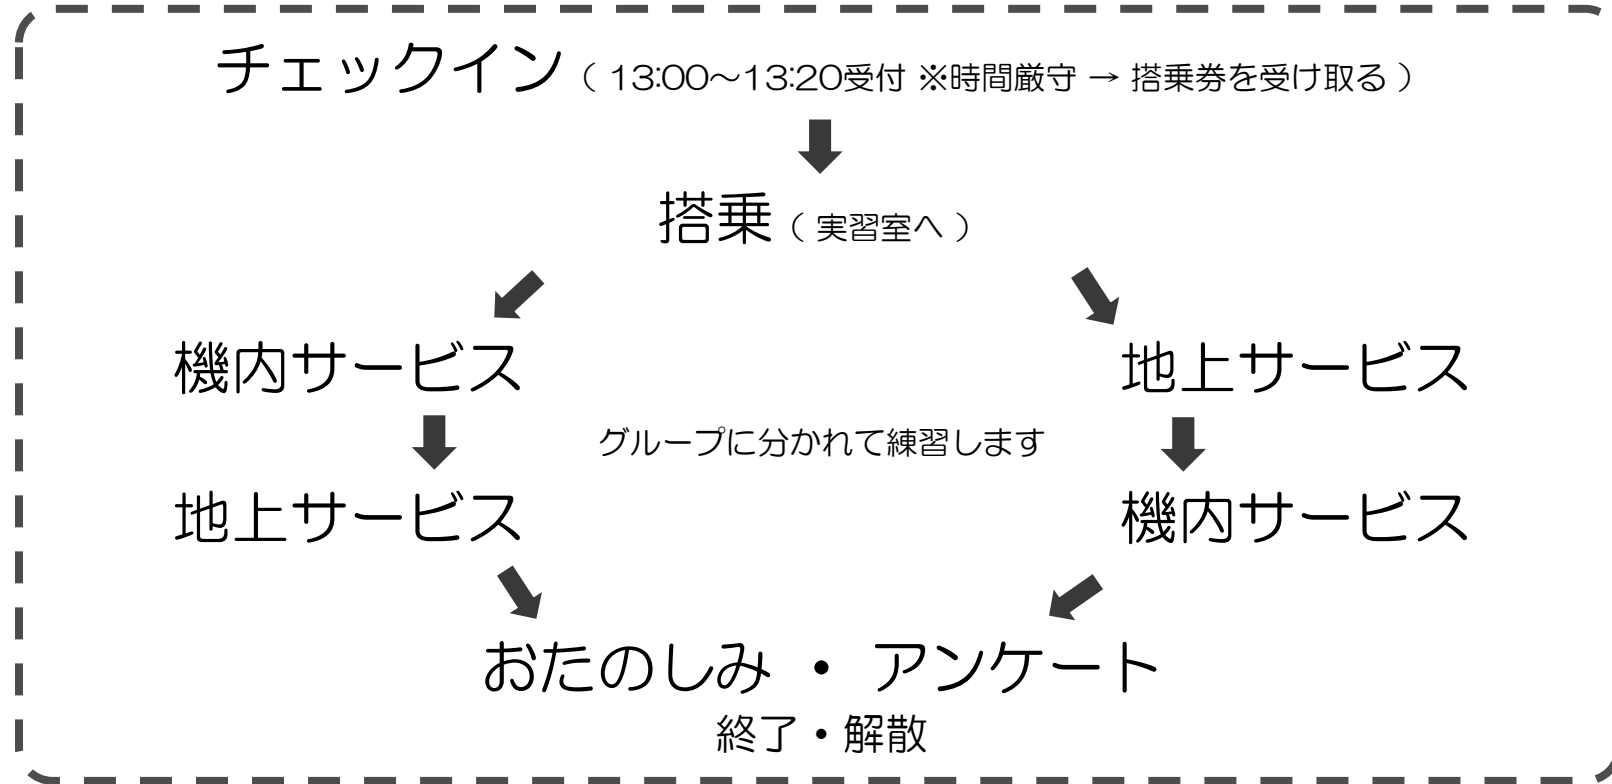 チェックイン（ 13:00～13:20受付 ※時間厳守 → 搭乗券を受け取る ）
搭乗（ 実習室へ ）
機内サービス
地上サービス
グループに分かれて練習します
地上サービス
機内サービス
おたのしみ ・ アンケート
終了・解散